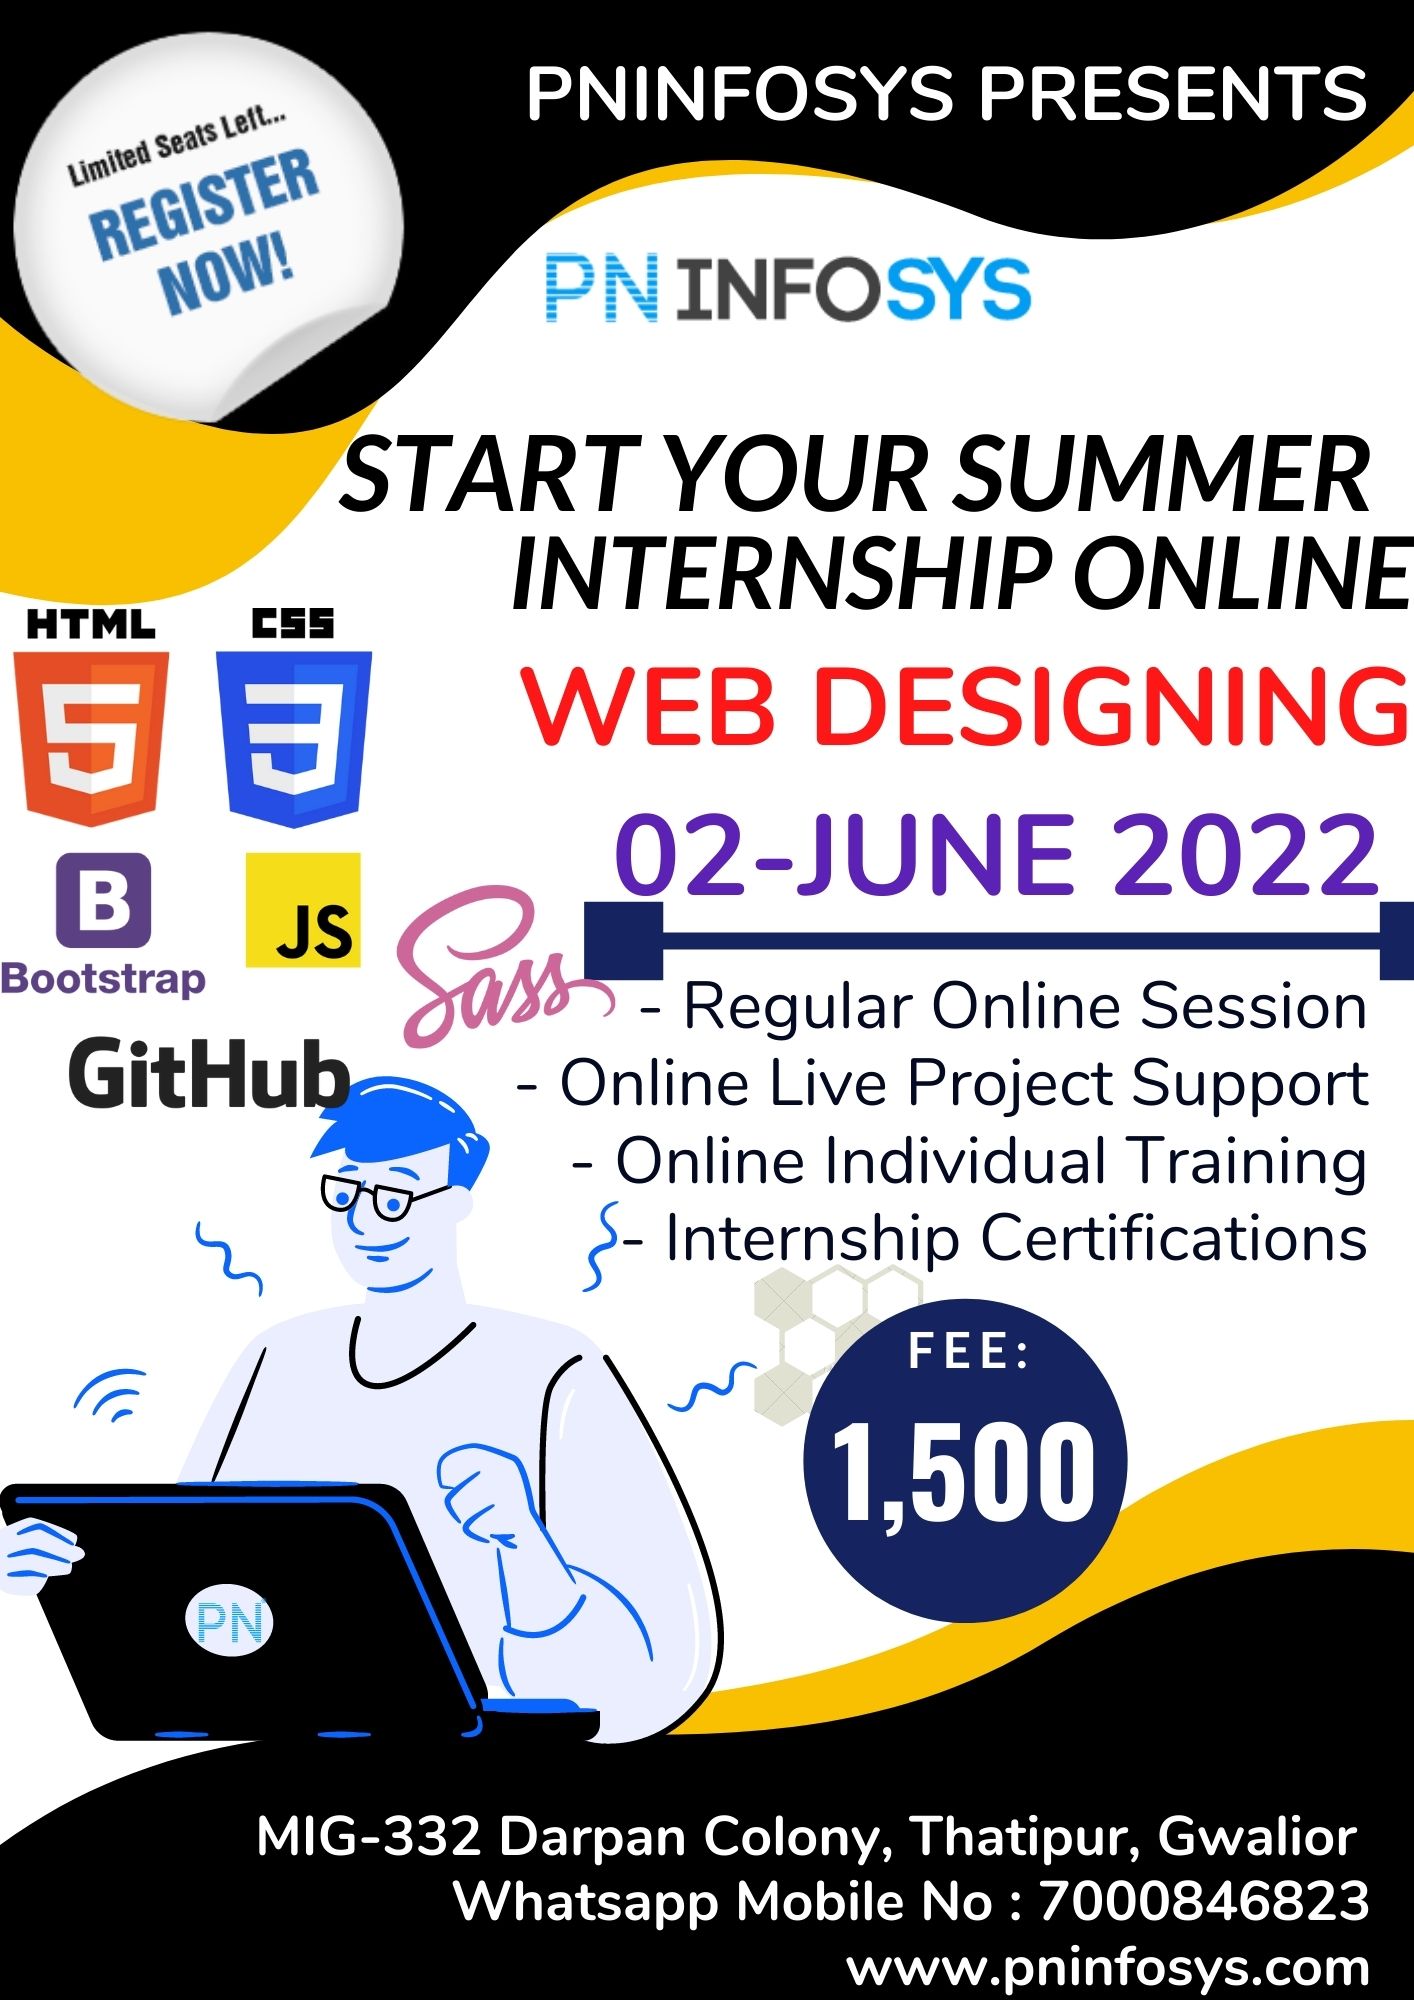 PNINFOSYS PRESENTS
Limited Seats Left...
REGISTER
NOW!
PN INFOSYS
START YOUR SUMMER
INTERNSHIP ONLINE
WEB DESIGNING
02-JUNE 2022
HTML
CSS
5
3
B
JS
Bootstrap
Sass
GitHub
- Regular Online Session
- Online Live Project Support
- Online Individual Training
- Internship Certifications
FEE:
1,500
PN
MIG-332 Darpan Colony, Thatipur, Gwalior
Whatsapp Mobile No : 7000846823
www.pninfosys.com